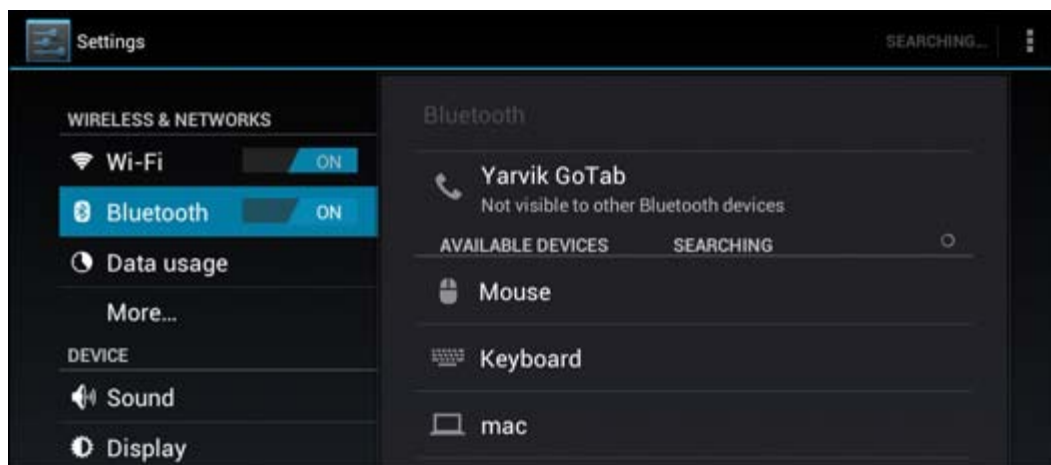 Settings
SEARCHING...
WIRELESS & NETWORKS
Wi-Fi ON
Bluetooth ON
Data usage
More...
DEVICE
Sound
Display
Bluetooth
Yarvik GoTab
Not visible to other Bluetooth devices
AVAILABLE DEVICES SEARCHING
Mouse
Keyboard
mac